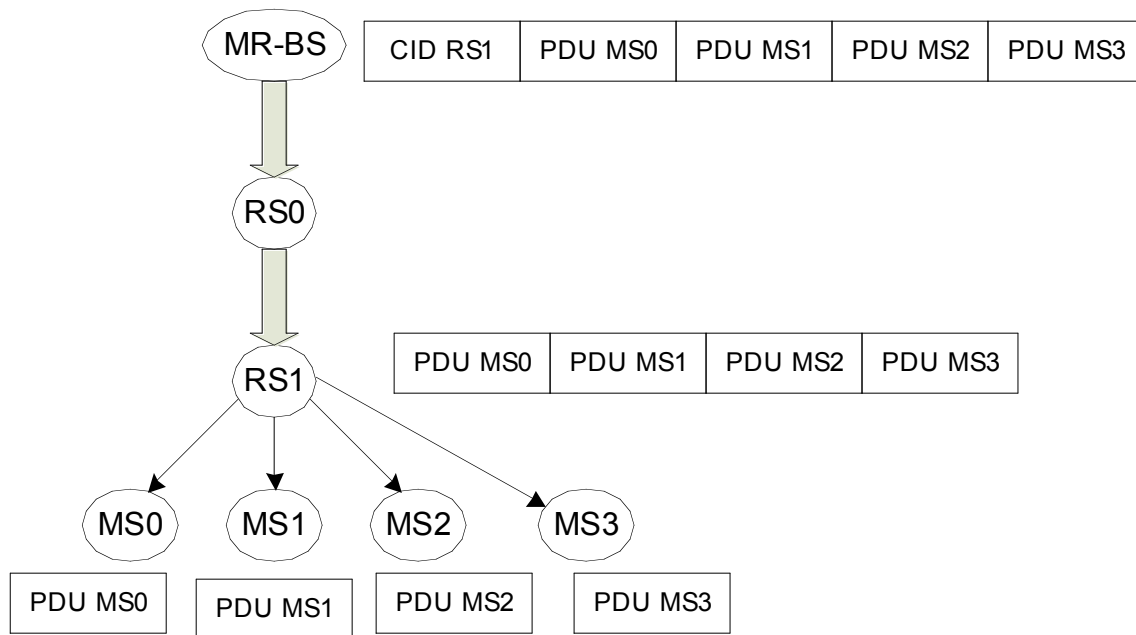 MR-BS
CID RS1 PDU MS0 PDU MS1 PDU MS2 PDU MS3
RS0
PDU MS0 PDU MS1 PDU MS2 PDU MS3
RS1
MS0 MS1 MS2 MS3
PDU MS0 PDU MS1 PDU MS2 PDU MS3